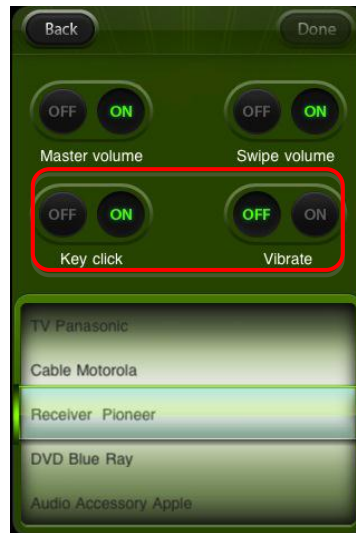 Back Done
OFF ON OFF ON
Master volume Swipe volume
OFF ON OFF ON
Key click Vibrate
TV Panasonic
Cable Motorola
Receiver Pioneer
DVD Blue Ray
Audio Accessory Apple